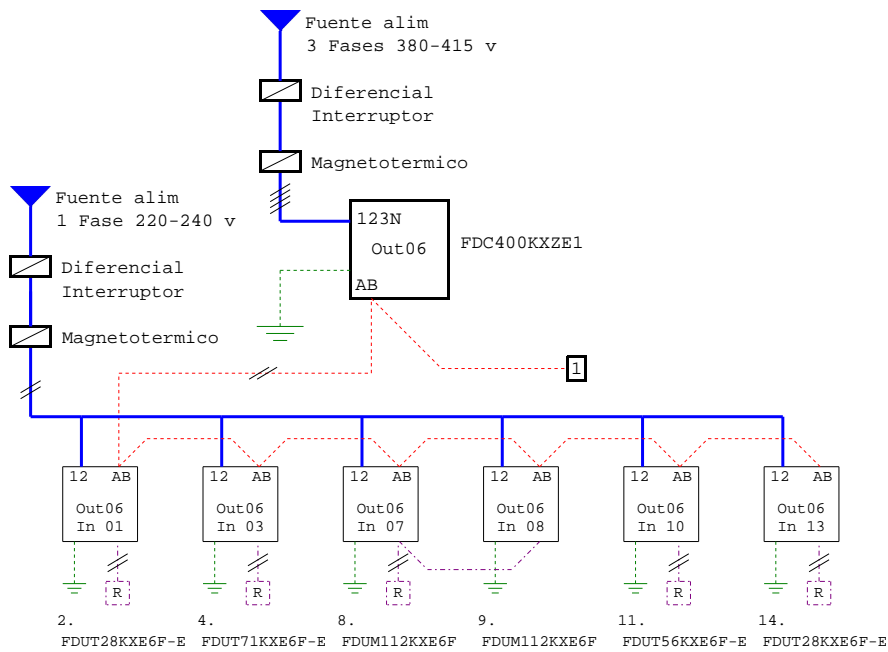 Fuente alim
3 Fases 380-415 v
Diferencial
Interruptor
Magnetotermico
Fuente alim
1 Fase 220-240 v
Diferencial
Interruptor
Magnetotermico
123N
Out06
AB
FDC400KXZE1
1
12 AB
Out06
In 01
R
2.
FDUT28KXE6F-E
12 AB
Out06
In 03
R
4.
FDUT71KXE6F-E
12 AB
Out06
In 07
R
8.
FDUM112KXE6F
12 AB
Out06
In 08
9.
FDUM112KXE6F
12 AB
Out06
In 10
R
11.
FDUT56KXE6F-E
12 AB
Out06
In 13
R
14.
FDUT28KXE6F-E